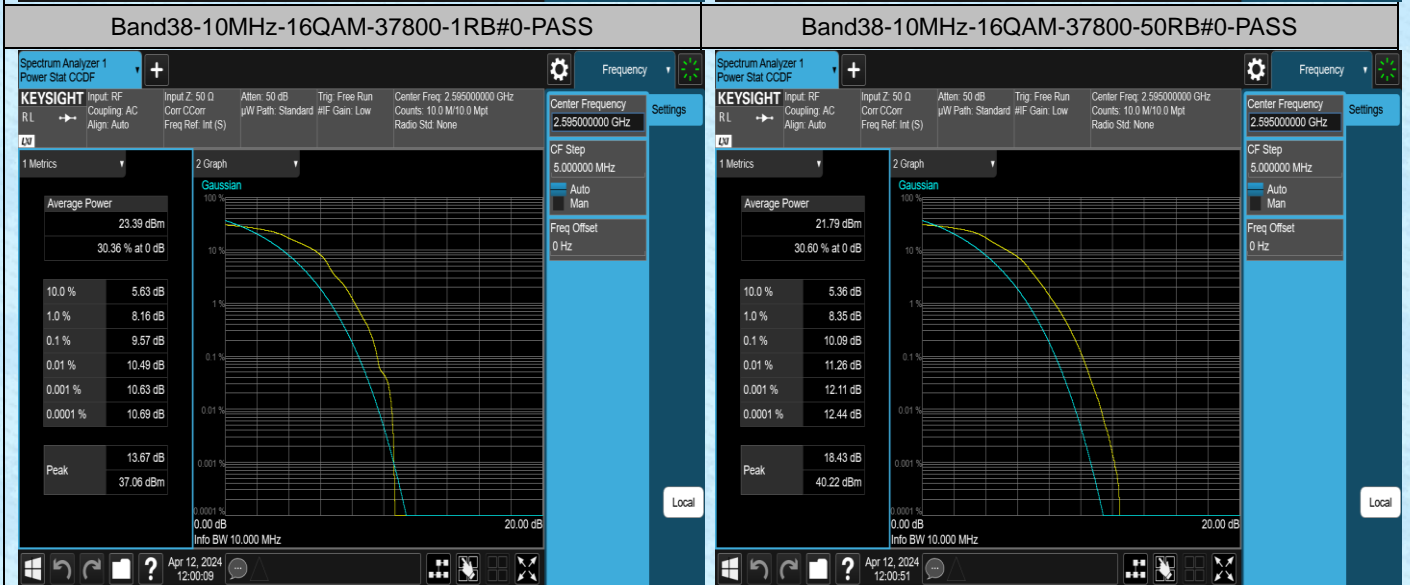 Band38-10MHz-16QAM-37800-1RB#0-PASS
Spectrum Analyzer 1
Power Stat CCDF
+
Frequency
KEYSIGHT
RL
LXI
Input: RF
Coupling: AC
Align: Auto
Input Z: 50 Ω
Corr CCorr
Freq Ref: Int (S)
Atten: 50 dB
µW Path: Standard
Trig: Free Run
#IF Gain: Low
Center Freq: 2.595000000 GHz
Counts: 10.0 M/10.0 Mpt
Radio Std: None
Center Frequency
2.595000000 GHz
Settings
CF Step
5.000000 MHz
Auto
Man
Freq Offset
0 Hz
1 Metrics
Average Power
23.39 dBm
30.36 % at 0 dB
10.0 % 5.63 dB
1.0 % 8.16 dB
0.1 % 9.57 dB
0.01 % 10.49 dB
0.001 % 10.63 dB
0.0001 % 10.69 dB
Peak
13.67 dB
37.06 dBm
2 Graph
Gaussian
100 %
10 %
1 %
0.1 %
0.01 %
0.001 %
0.0001 %
0.00 dB 20.00 dB
Info BW 10.000 MHz
Local
?
Apr 12, 2024
12:00:09
Band38-10MHz-16QAM-37800-50RB#0-PASS
Spectrum Analyzer 1
Power Stat CCDF
+
Frequency
KEYSIGHT
RL
LXI
Input: RF
Coupling: AC
Align: Auto
Input Z: 50 Ω
Corr CCorr
Freq Ref: Int (S)
Atten: 50 dB
µW Path: Standard
Trig: Free Run
#IF Gain: Low
Center Freq: 2.595000000 GHz
Counts: 10.0 M/10.0 Mpt
Radio Std: None
Center Frequency
2.595000000 GHz
Settings
CF Step
5.000000 MHz
Auto
Man
Freq Offset
0 Hz
1 Metrics
Average Power
21.79 dBm
30.60 % at 0 dB
10.0 % 5.36 dB
1.0 % 8.35 dB
0.1 % 10.09 dB
0.01 % 11.26 dB
0.001 % 12.11 dB
0.0001 % 12.44 dB
Peak
18.43 dB
40.22 dBm
2 Graph
Gaussian
100 %
10 %
1 %
0.1 %
0.01 %
0.001 %
0.0001 %
0.00 dB 20.00 dB
Info BW 10.000 MHz
Local
?
Apr 12, 2024
12:00:51